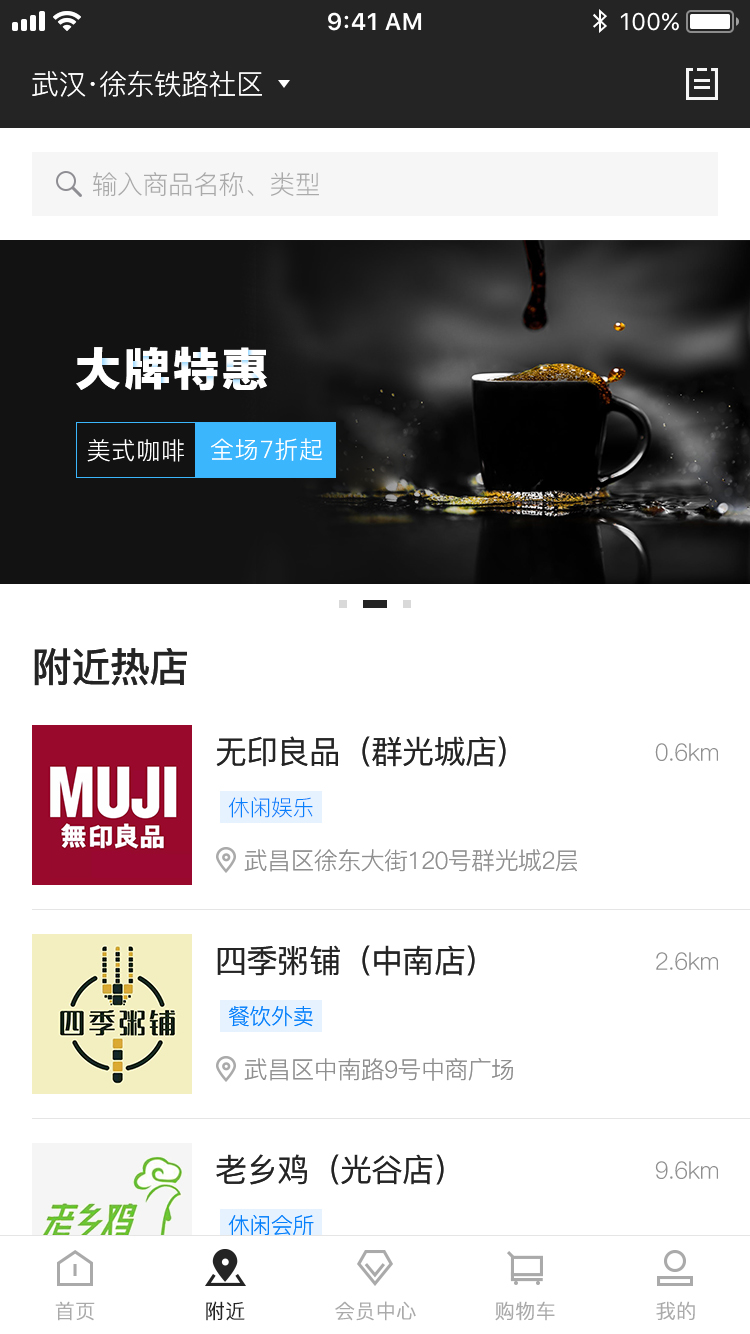 9:41 AM
100%
武汉·徐东铁路社区
输入商品名称、类型
大牌特惠
美式咖啡 全场7折起
附近热店
MUJI
無印良品
无印良品（群光城店）
0.6km
休闲娱乐
武昌区徐东大街120号群光城2层
四季粥铺
四季粥铺（中南店）
2.6km
餐饮外卖
武昌区中南路9号中商广场
老乡鸡
老乡鸡（光谷店）
9.6km
休闲会所
首页 附近 会员中心 购物车 我的